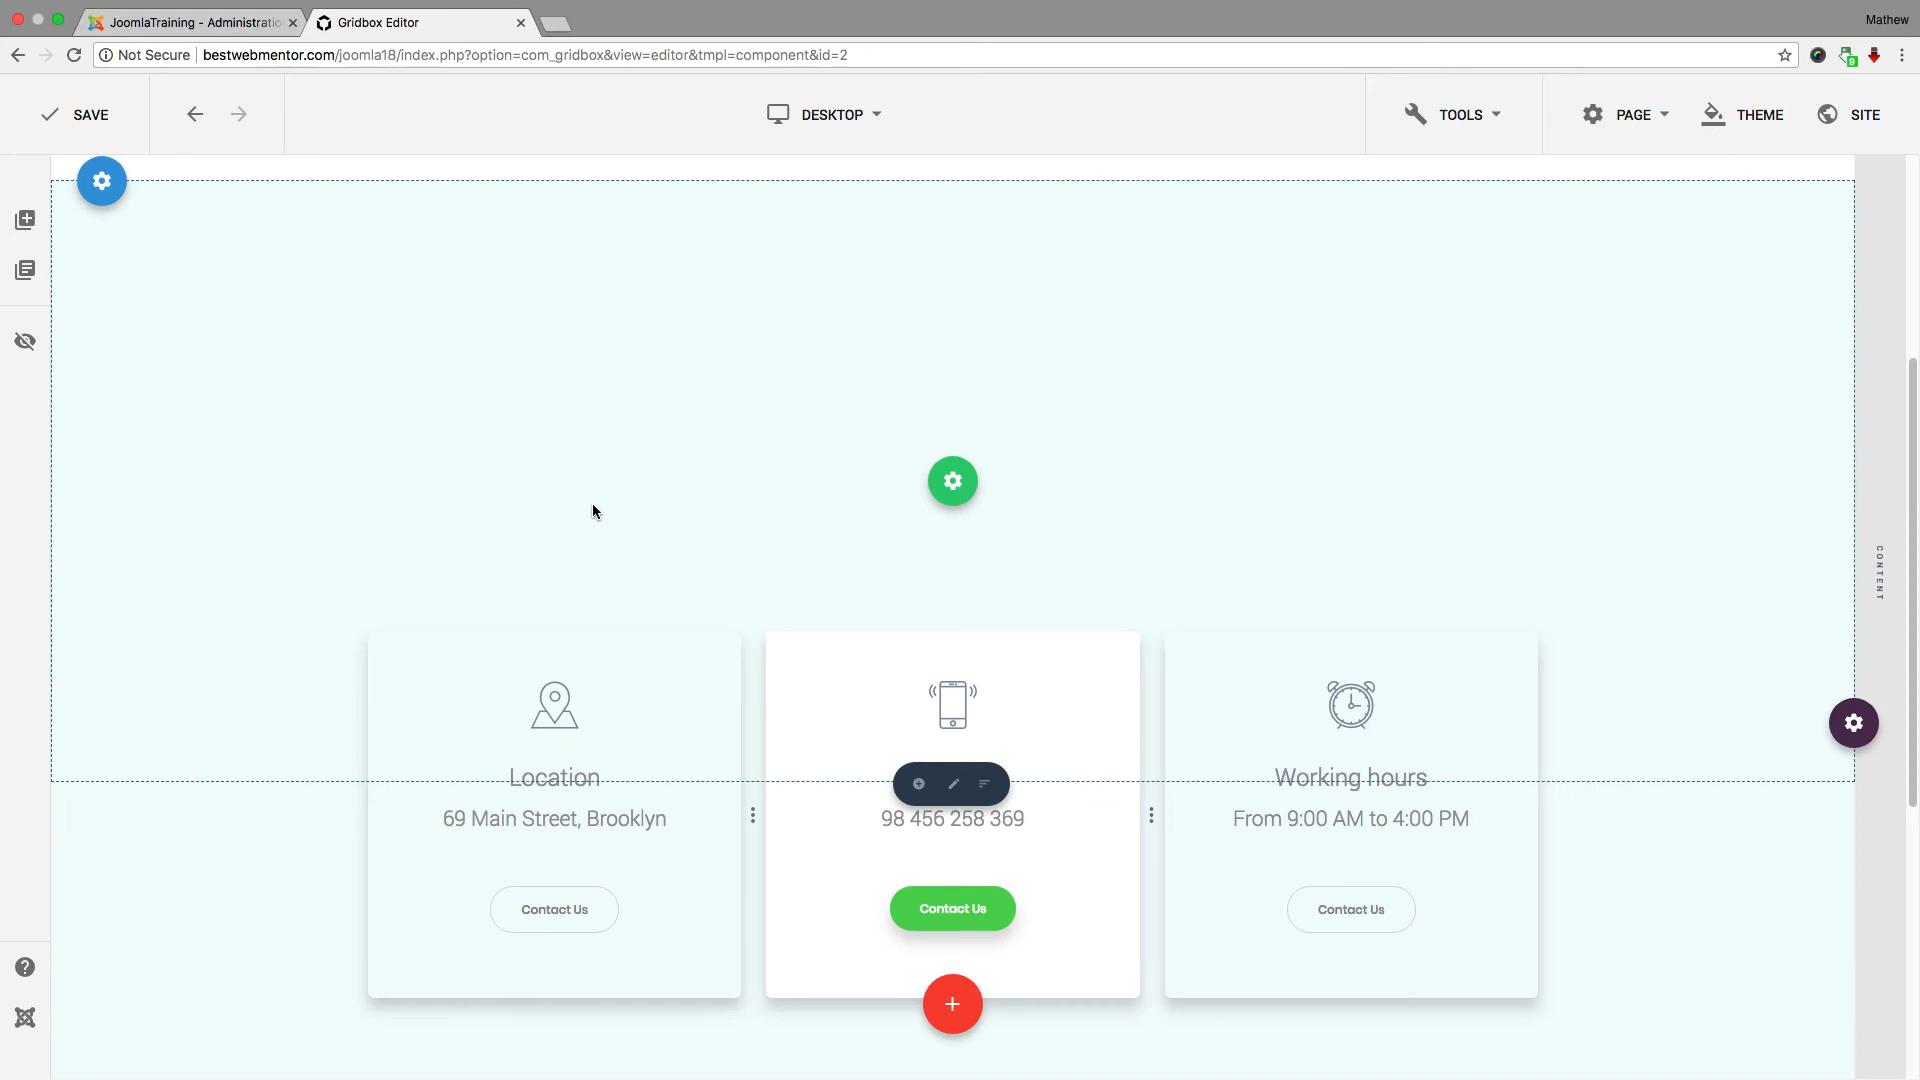 Mathew
JoomlaTraining - Administratio
Gridbox Editor
Not Secure
bestwebmentor.com/joomla18/index.php?option=com_gridbox&view=editor&tmpl=component&id=2
9
SAVE
DESKTOP
TOOLS
PAGE
THEME
SITE
CONTENT
Location
69 Main Street, Brooklyn
Contact Us
98 456 258 369
Contact Us
Working hours
From 9:00 AM to 4:00 PM
Contact Us